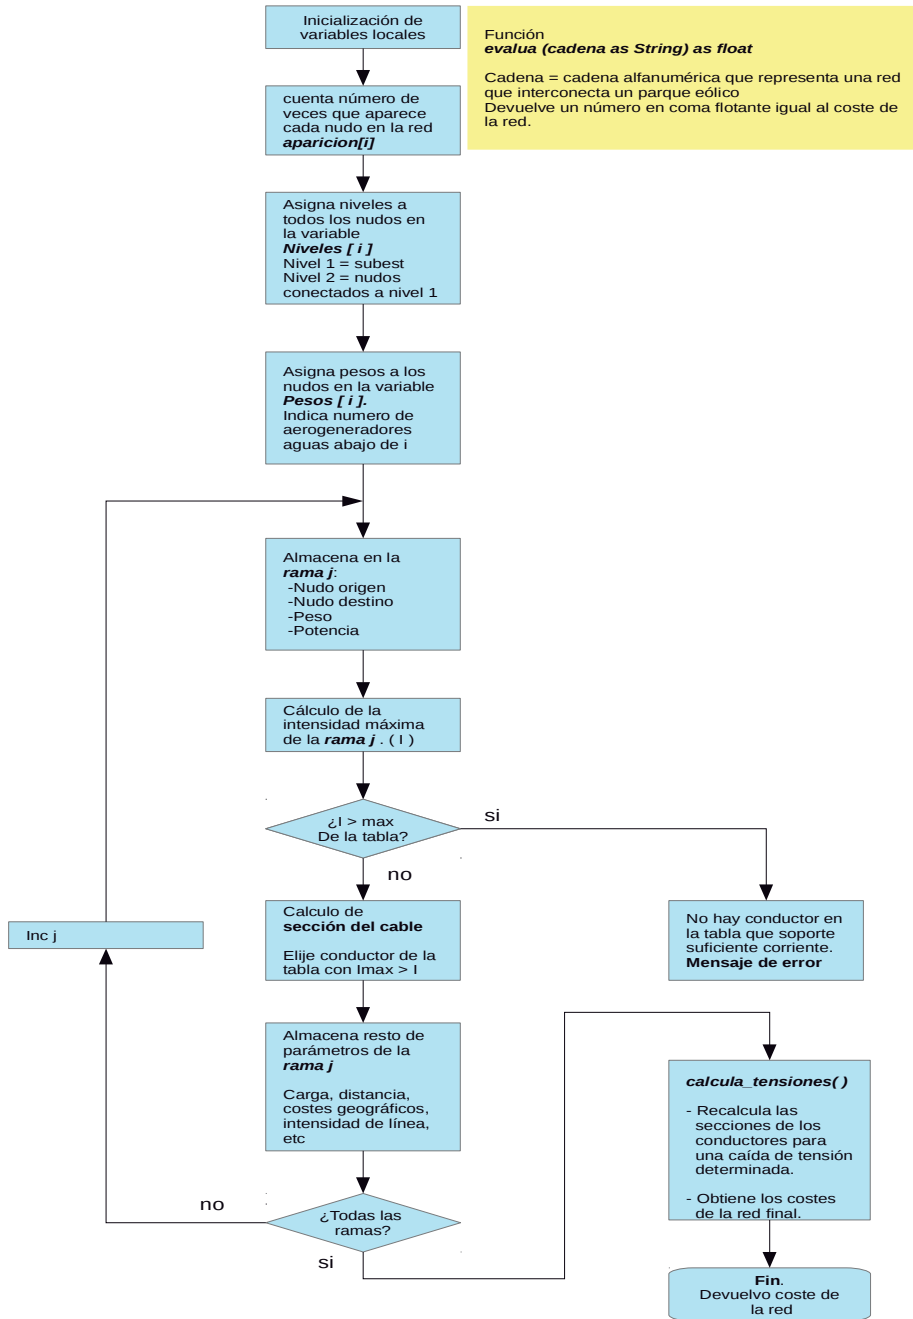 Inicialización de
variables locales
Función
evalua (cadena as String) as float
Cadena = cadena alfanumérica que representa una red
que interconecta un parque eólico
Devuelve un número en coma flotante igual al coste de
la red.
cuenta número de
veces que aparece
cada nudo en la red
aparicion[i]
Asigna niveles a
todos los nudos en
la variable
Niveles [ i ]
Nivel 1 = subest
Nivel 2 = nudos
conectados a nivel 1
Asigna pesos a los
nudos en la variable
Pesos [ i ].
Indica numero de
aerogeneradores
aguas abajo de i
Almacena en la
rama j:
-Nudo origen
-Nudo destino
-Peso
-Potencia
Cálculo de la
intensidad máxima
de la rama j . ( I )
¿I > max
De la tabla?
si
no
Calculo de
sección del cable
Elije conductor de la
tabla con Imax > I
No hay conductor en
la tabla que soporte
suficiente corriente.
Mensaje de error
Inc j
Almacena resto de
parámetros de la
rama j
Carga, distancia,
costes geográficos,
intensidad de línea,
etc
calcula_tensiones( )
- Recalcula las
secciones de los
conductores para
una caída de tensión
determinada.
- Obtiene los costes
de la red final.
no
¿Todas las
ramas?
si
Fin.
Devuelvo coste de
la red